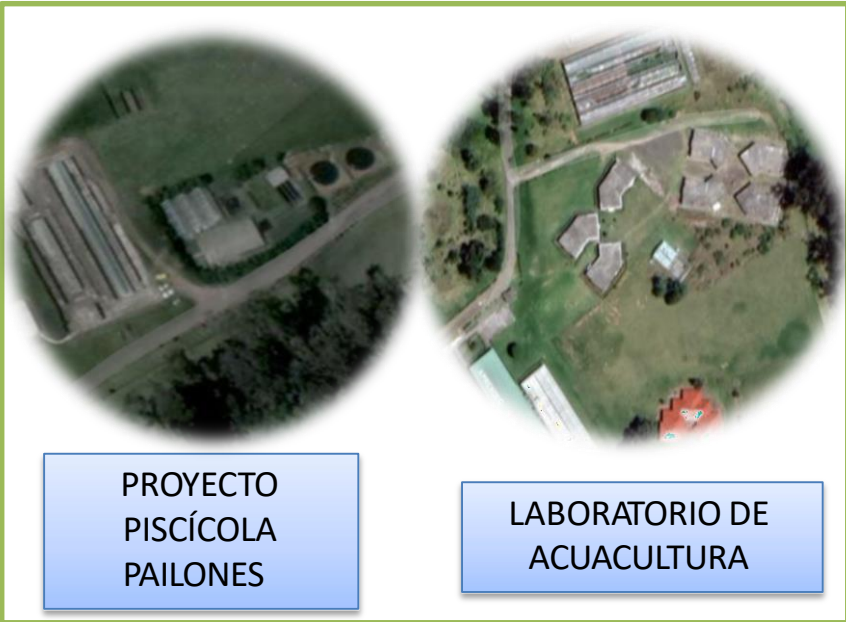 PROYECTO
PISCÍCOLA
PAILONES
LABORATORIO DE
ACUACULTURA